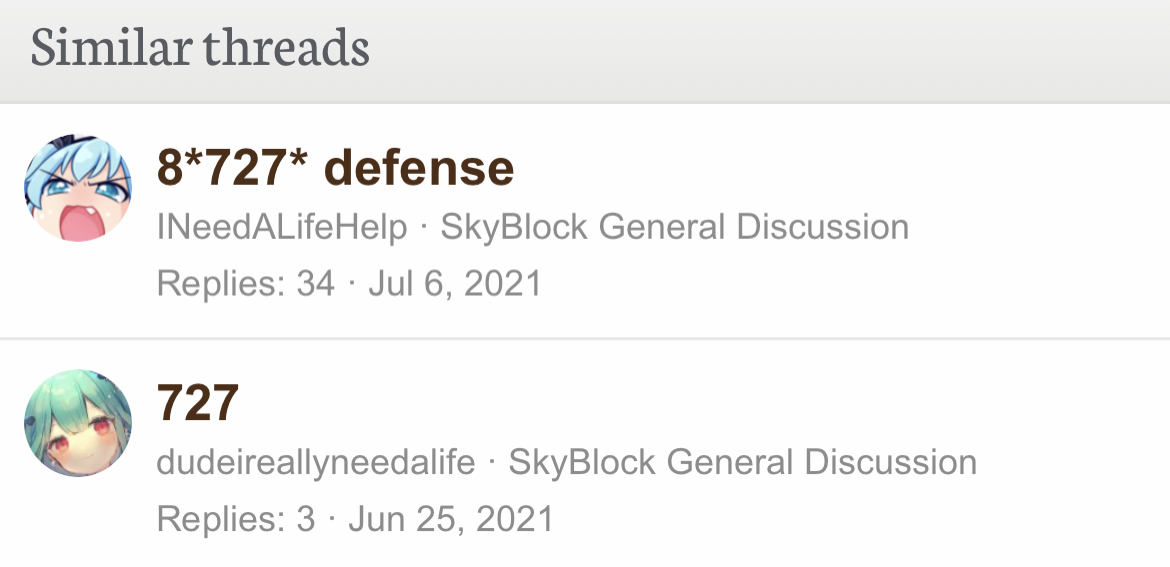 Similar threads
8*727* defense
INeedALifeHelp · SkyBlock General Discussion
Replies: 34 · Jul 6, 2021
727
dudeireallyneedalife · SkyBlock General Discussion
Replies: 3 · Jun 25, 2021